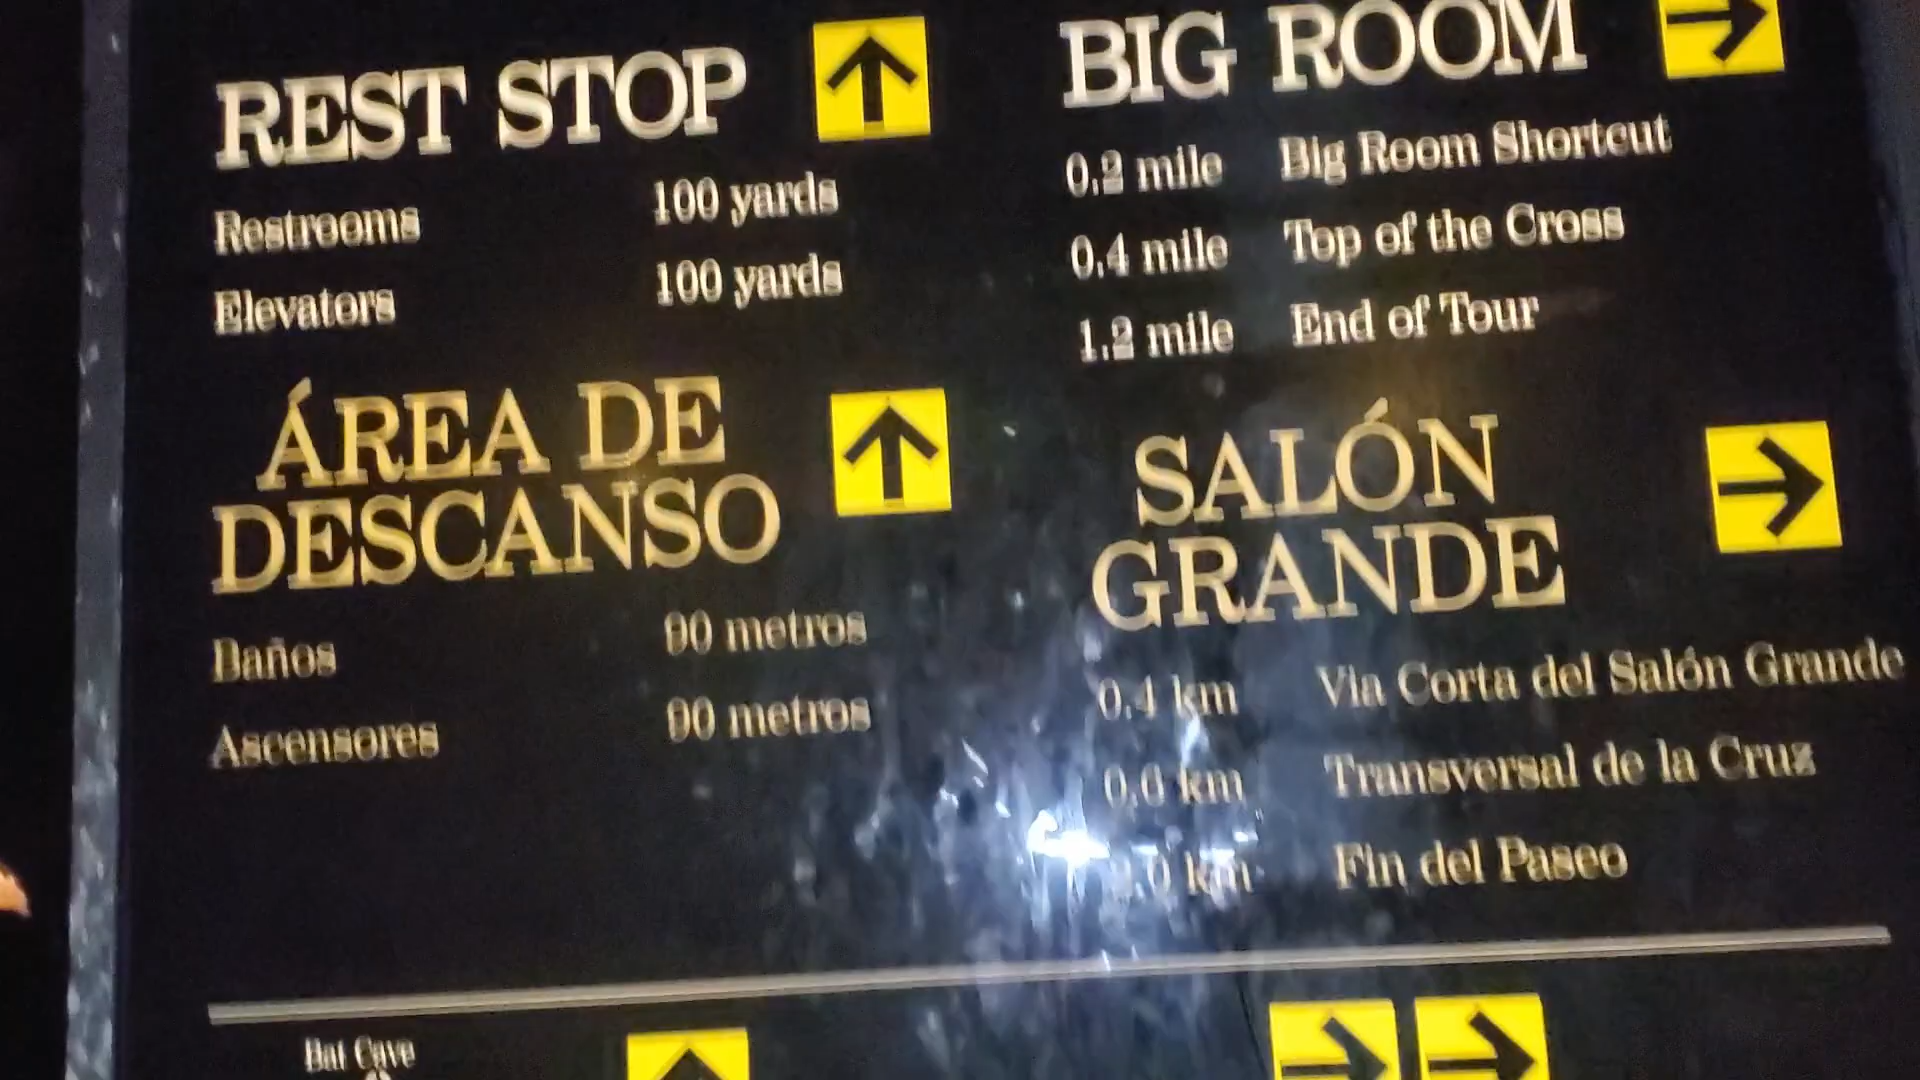 REST STOP
Restrooms 100 yards
Elevators 100 yards
ÁREA DE
DESCANSO
Baños 90 metros
Ascensores 90 metros
BIG ROOM
0.2 mile Big Room Shortcut
0.4 mile Top of the Cross
1.2 mile End of Tour
SALÓN
GRANDE
0.4 km Via Corta del Salón Grande
km Transversal de la Cruz
km Fin del Paseo
Bat Cave